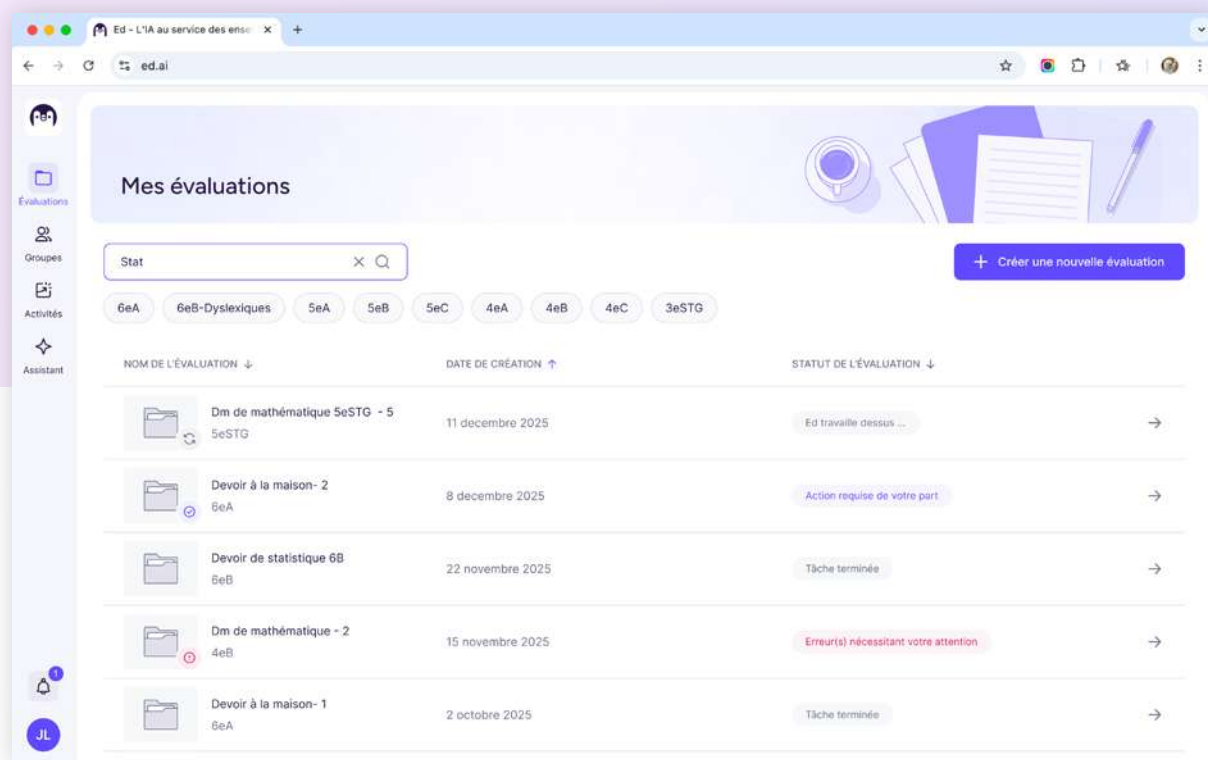 Ed - L'IA au service des ense
ed.ai
Mes évaluations
Évaluations
Groupes
Activités
Assistant
Stat
Créer une nouvelle évaluation
6eA 6eB-Dyslexiques 5eA 5eB 5eC 4eA 4eB 4eC 3eSTG
NOM DE L'ÉVALUATION DATE DE CRÉATION STATUT DE L'ÉVALUATION
Dm de mathématique 5eSTG - 5
5eSTG
11 decembre 2025
Ed travaille dessus ...
Devoir à la maison- 2
6eA
8 decembre 2025
Action requise de votre part
Devoir de statistique 6B
6eB
22 novembre 2025
Tâche terminée
Dm de mathématique - 2
4eB
15 novembre 2025
Erreur(s) nécessitant votre attention
Devoir à la maison- 1
6eA
2 octobre 2025
Tâche terminée
1
JL